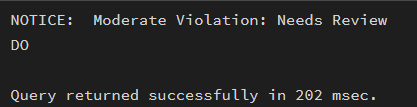 NOTICE:  Moderate Violation: Needs Review
DO
Query returned successfully in 202 msec.